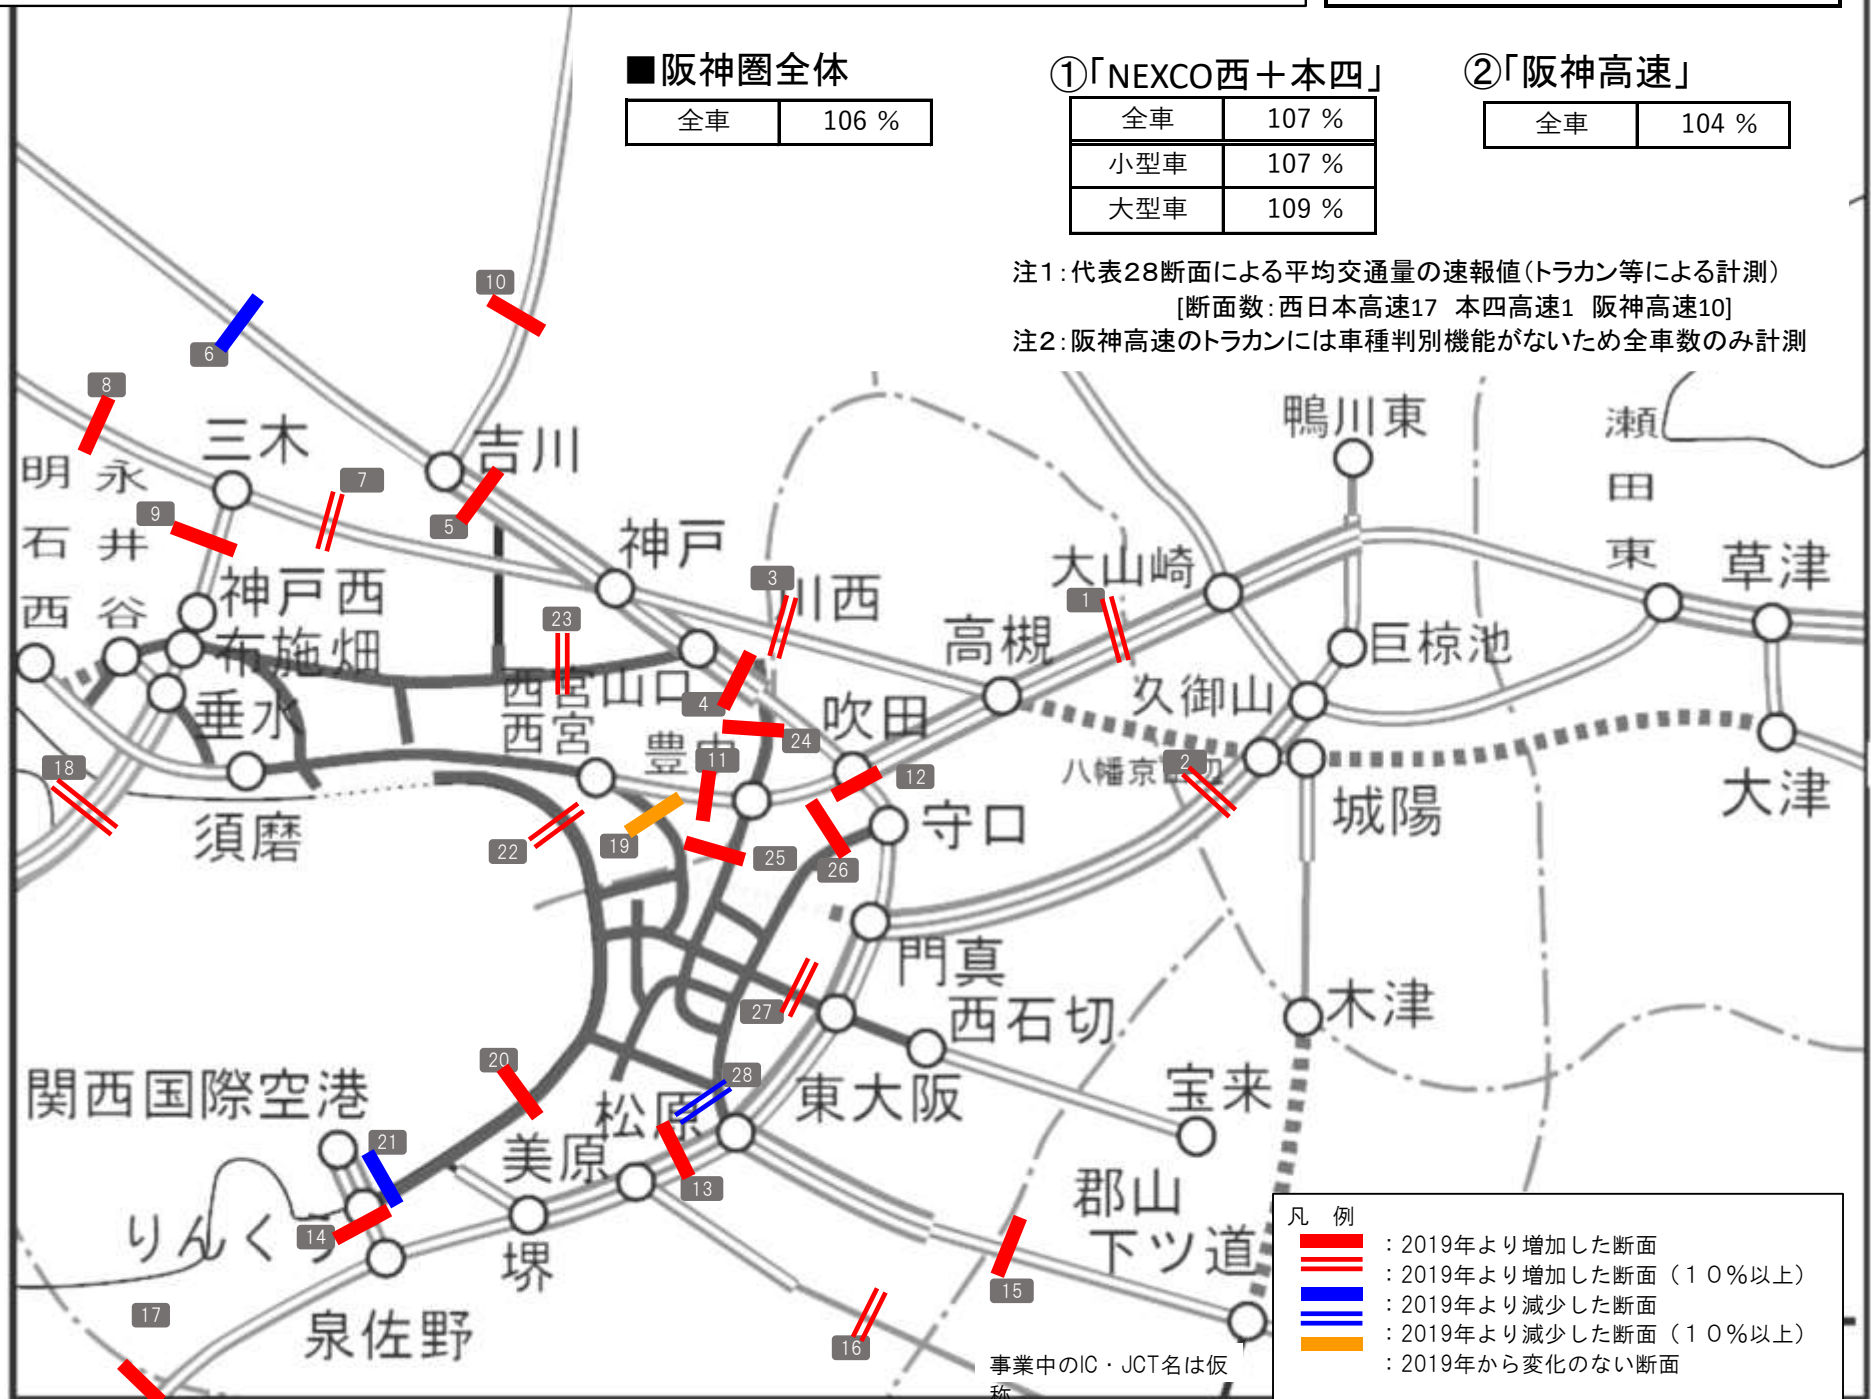 ■阪神圏全体
全車 106 %
①「NEXCO西＋本四」
全車 107 %
小型車 107 %
大型車 109 %
②「阪神高速」
全車 104 %
注1：代表28断面による平均交通量の速報値（トラカン等による計測）
[断面数：西日本高速17 本四高速1 阪神高速10]
注2：阪神高速のトラカンには車種判別機能がないため全車数のみ計測
10
6
8
鴨川東
瀬田東
三木
吉川
明石西
永井谷
7
9
5
神戸
大山崎
草津
3
川西
1
神戸西
23
布施畑
高槻
巨椋池
西宮山口
4
久御山
垂水
西宮
吹田
24
豊中
11
18
12
八幡京田辺
2
大津
城陽
須磨
22
19
守口
25
26
門真
27
西石切
木津
20
28
関西国際空港
松原
東大阪
宝来
21
美原
13
郡山下ツ道
りんくう
14
堺
15
17
泉佐野
16
事業中のIC・JCT名は仮
称
凡 例
：2019年より増加した断面
：2019年より増加した断面（１０％以上）
：2019年より減少した断面
：2019年より減少した断面（１０％以上）
：2019年から変化のない断面